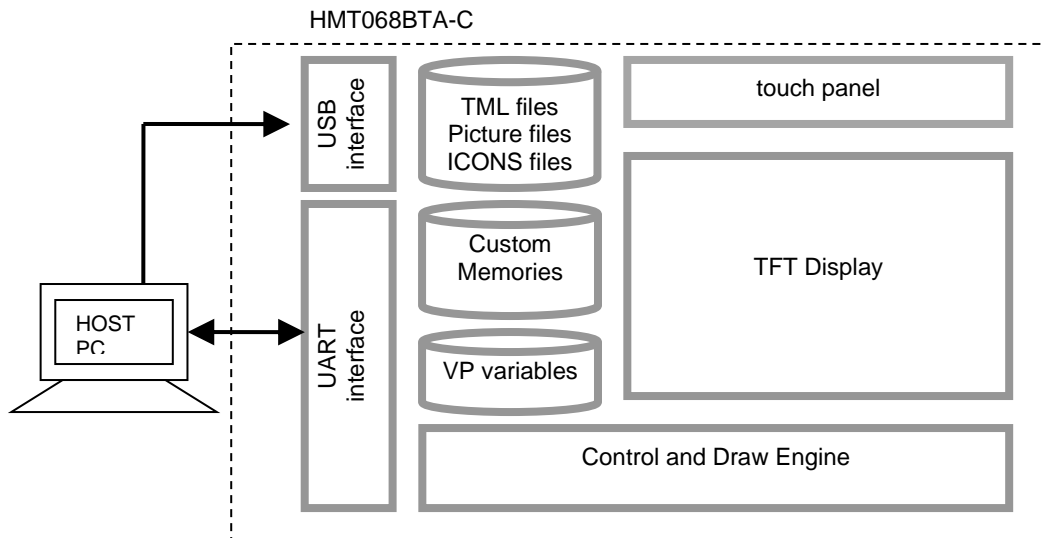 HMT068BTA-C
USB
interface
TML files
Picture files
ICONS files
touch panel
Custom
Memories
TFT Display
HOST
PC
UART
interface
VP variables
Control and Draw Engine